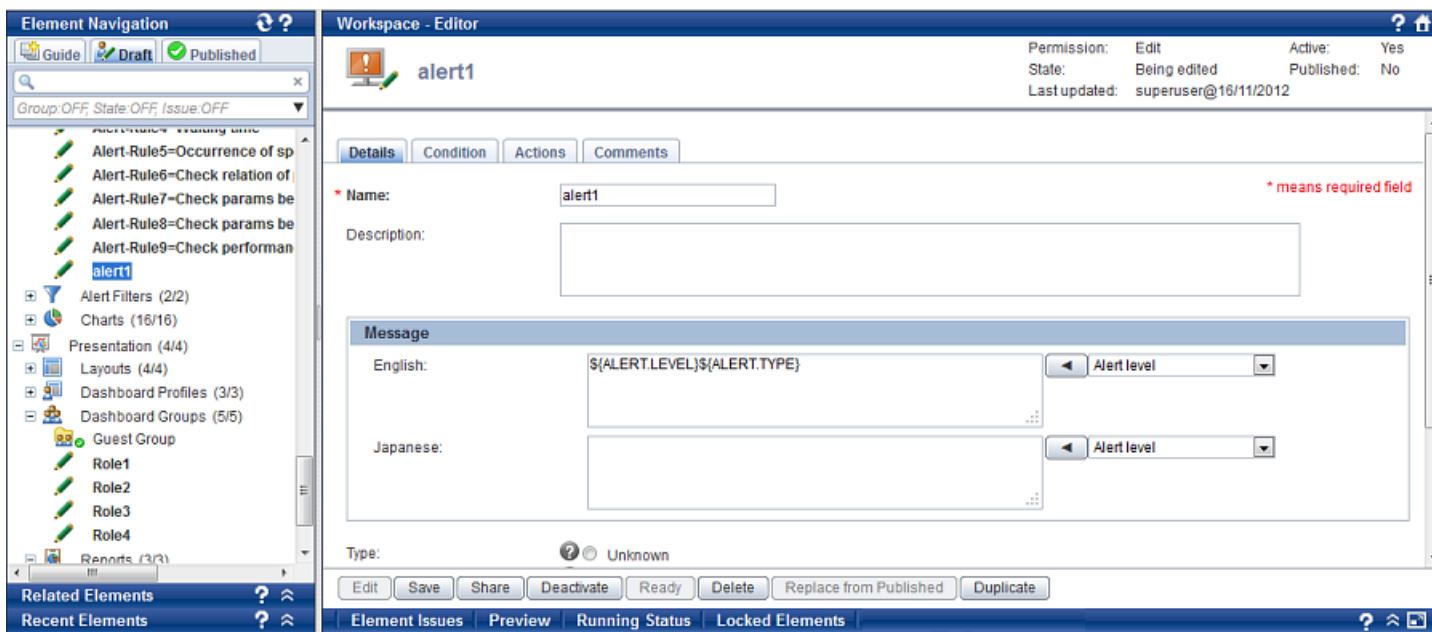 Element Navigation
Guide Draft Published
Group:OFF, State:OFF, Issue:OFF
Alert-Rule4=Waiting time
Alert-Rule5=Occurrence of sp
Alert-Rule6=Check relation of
Alert-Rule7=Check params be
Alert-Rule8=Check params be
Alert-Rule9=Check performan
alert1
Alert Filters (2/2)
Charts (16/16)
Presentation (4/4)
Layouts (4/4)
Dashboard Profiles (3/3)
Dashboard Groups (5/5)
Guest Group
Role1
Role2
Role3
Role4
Reports (3/3)
Related Elements ?
Recent Elements ?
Workspace - Editor
alert1
Permission: Edit Active: Yes
State: Being edited Published: No
Last updated: superuser@16/11/2012
Details Condition Actions Comments
* means required field
* Name: alert1
Description:
Message
English: ${ALERT.LEVEL}${ALERT.TYPE} Alert level
Japanese: Alert level
Type: ? Unknown
Edit Save Share Deactivate Ready Delete Replace from Published Duplicate
Element Issues Preview Running Status Locked Elements ?